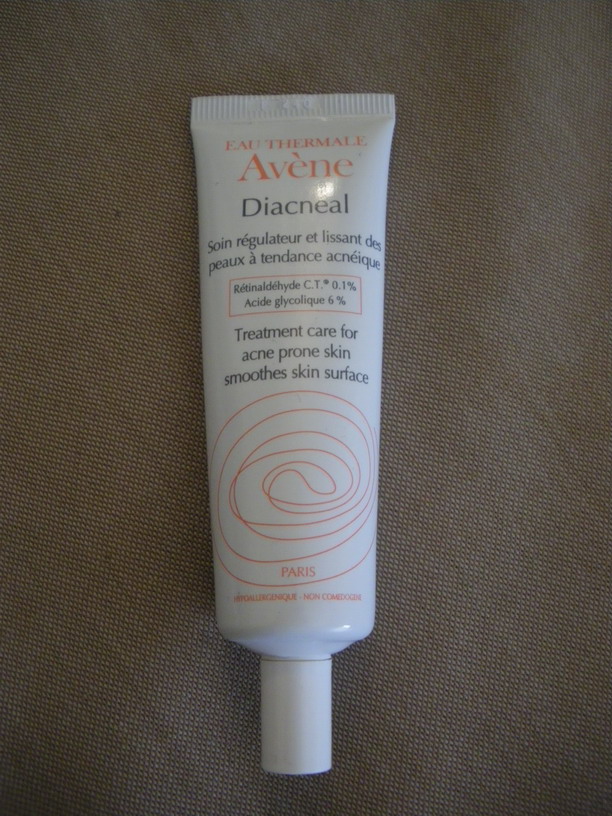 EAU THERMALE
Avène
Diacneal
Soin régulateur et lissant des
peaux à tendance acnéique
Rétinaldéhyde C.T.® 0.1%
Acide glycolique 6 %
Treatment care for
acne prone skin
smoothes skin surface
PARIS
HYPOALLERGENIQUE - NON COMEDOGENE